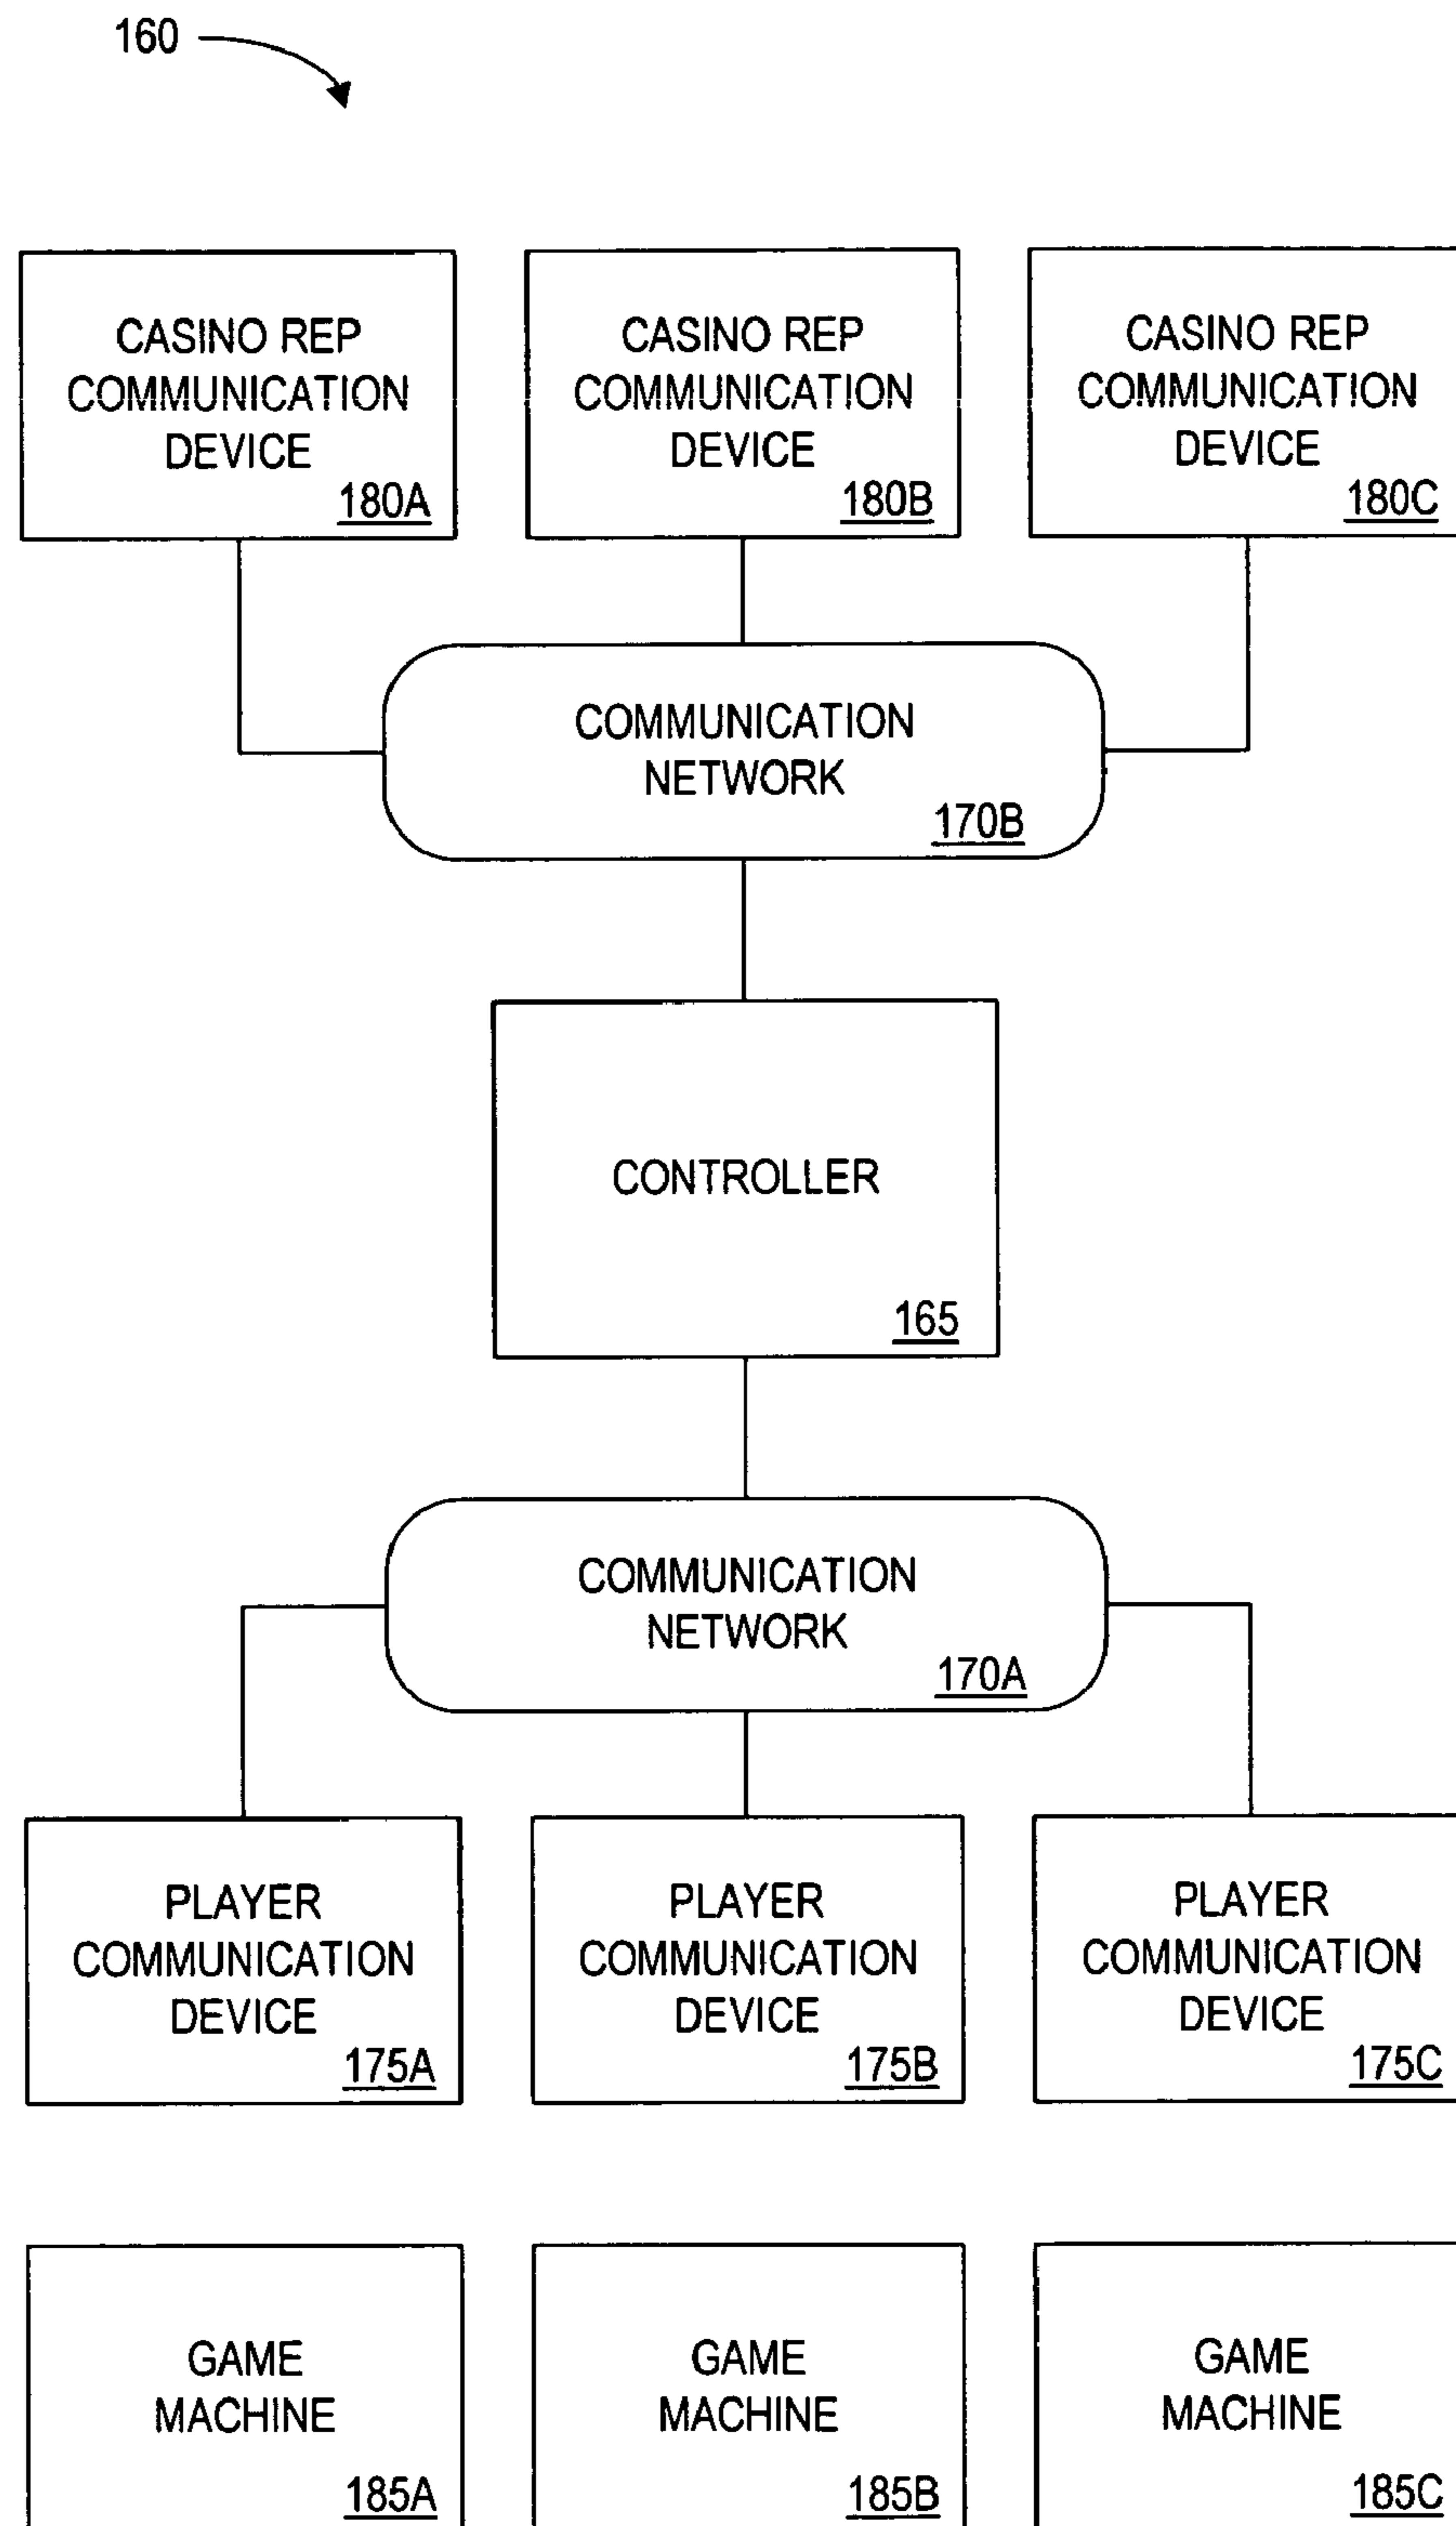 160
CASINO REP
COMMUNICATION
DEVICE
180A
CASINO REP
COMMUNICATION
DEVICE
180B
CASINO REP
COMMUNICATION
DEVICE
180C
COMMUNICATION
NETWORK
170B
CONTROLLER
165
COMMUNICATION
NETWORK
170A
PLAYER
COMMUNICATION
DEVICE
175A
PLAYER
COMMUNICATION
DEVICE
175B
PLAYER
COMMUNICATION
DEVICE
175C
GAME
MACHINE
185A
GAME
MACHINE
185B
GAME
MACHINE
185C